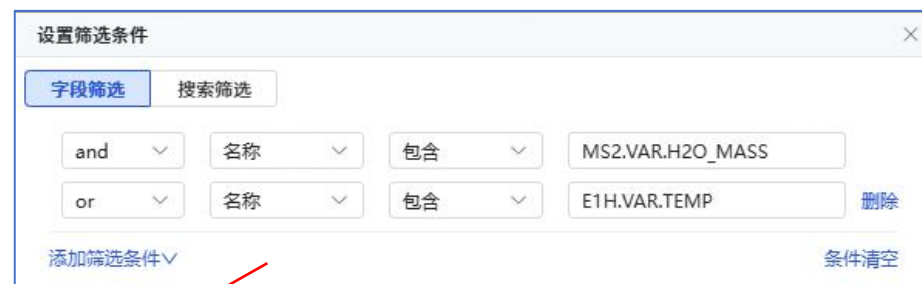 设置筛选条件
字段筛选 搜索筛选
and 名称 包含 MS2.VAR.H2O_MASS
or 名称 包含 E1H.VAR.TEMP 删除
添加筛选条件 条件清空